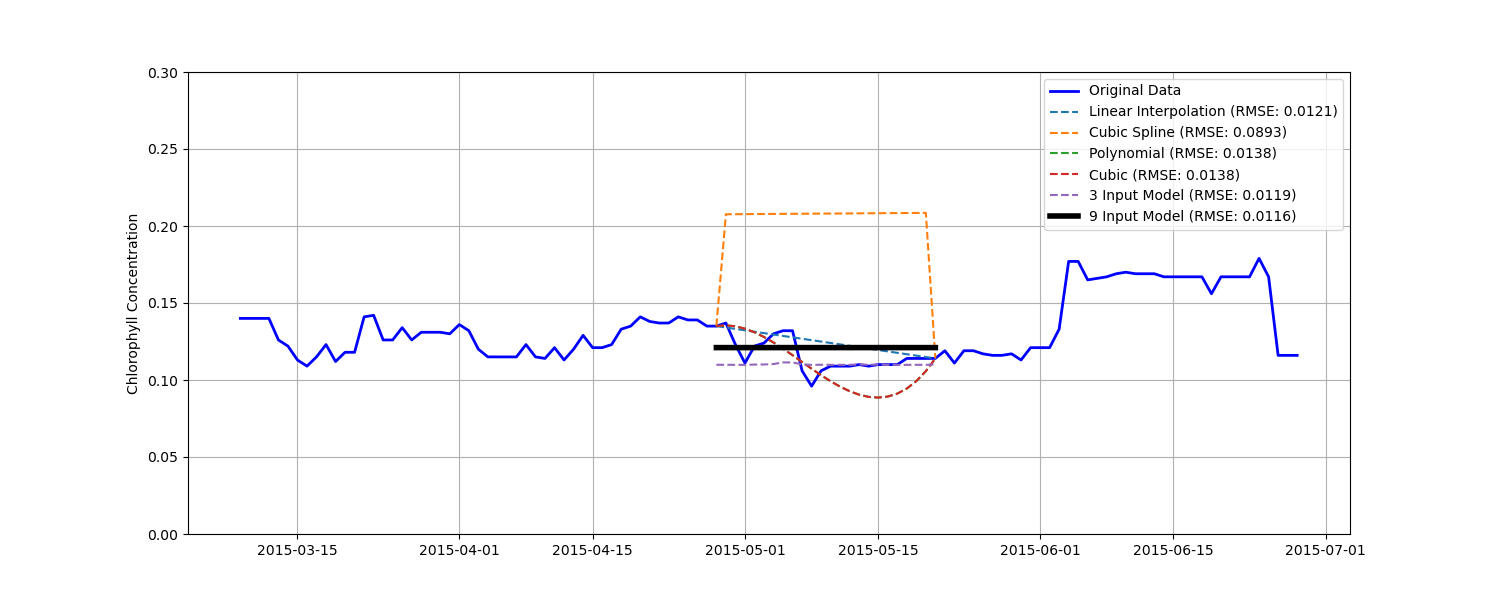 Chlorophyll Concentration
0.30
0.25
0.20
0.15
0.10
0.05
0.00
2015-03-15
2015-04-01
2015-04-15
2015-05-01
2015-05-15
2015-06-01
2015-06-15
2015-07-01
Original Data
Linear Interpolation (RMSE: 0.0121)
Cubic Spline (RMSE: 0.0893)
Polynomial (RMSE: 0.0138)
Cubic (RMSE: 0.0138)
3 Input Model (RMSE: 0.0119)
9 Input Model (RMSE: 0.0116)